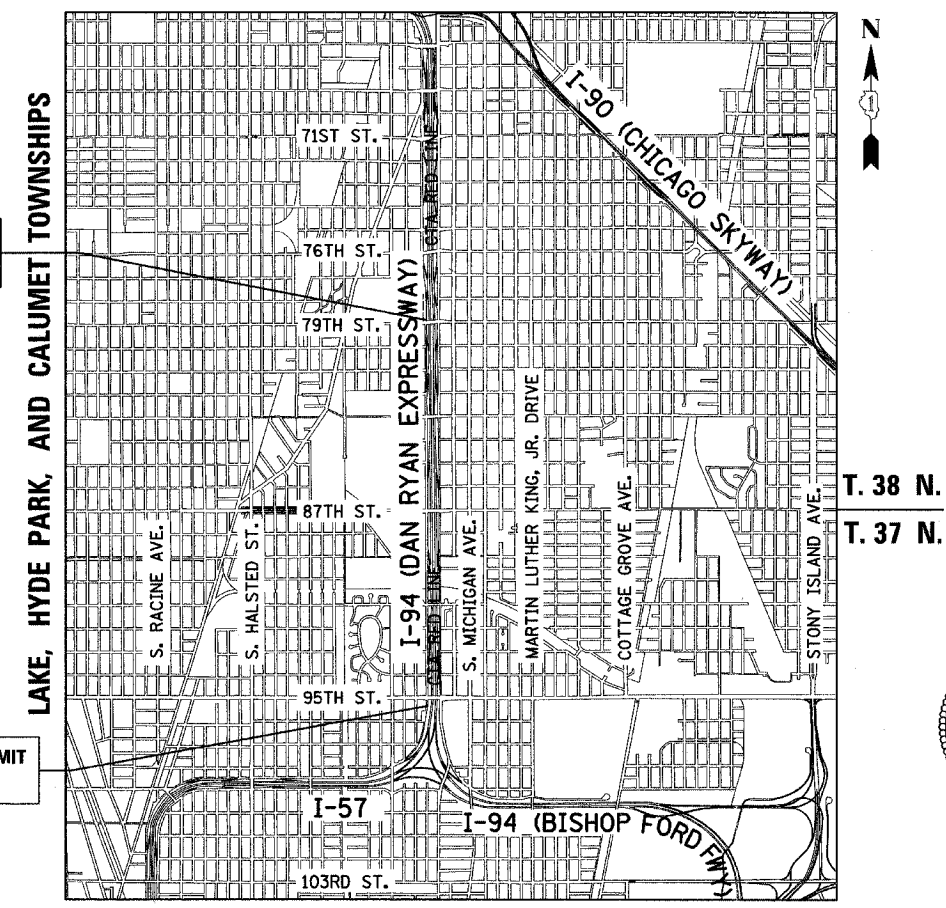 N
LAKE, HYDE PARK, AND CALUMET TOWNSHIPS
I-90 (CHICAGO SKYWAY)
71ST ST.
CTA RED LINE
76TH ST.
79TH ST.
I-94 (DAN RYAN EXPRESSWAY)
87TH ST.
S. RACINE AVE.
S. HALSTED ST.
CTA RED LINE
S. MICHIGAN AVE.
MARTIN LUTHER KING, JR. DRIVE
COTTAGE GROVE AVE.
STONY ISLAND AVE.
T. 38 N.
T. 37 N.
95TH ST.
MIT
I-57
I-94 (BISHOP FORD FWY)
103RD ST.